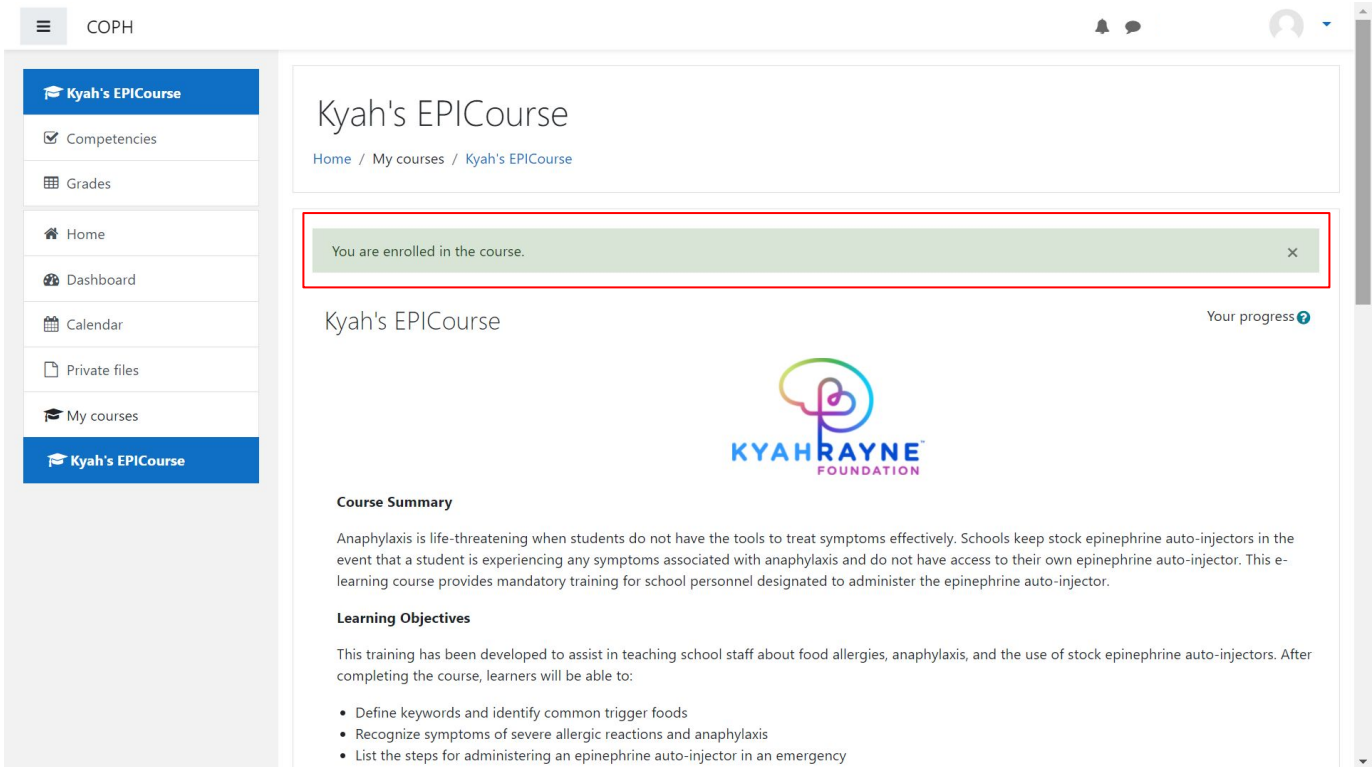 COPH
Kyah's EPICourse
Competencies
Grades
Home
Dashboard
Calendar
Private files
My courses
Kyah's EPICourse
Kyah's EPICourse
Home / My courses / Kyah's EPICourse
You are enrolled in the course. ×
Kyah's EPICourse
Your progress
KYAHRAYNE™
FOUNDATION
Course Summary
Anaphylaxis is life-threatening when students do not have the tools to treat symptoms effectively. Schools keep stock epinephrine auto-injectors in the
event that a student is experiencing any symptoms associated with anaphylaxis and do not have access to their own epinephrine auto-injector. This e-
learning course provides mandatory training for school personnel designated to administer the epinephrine auto-injector.
Learning Objectives
This training has been developed to assist in teaching school staff about food allergies, anaphylaxis, and the use of stock epinephrine auto-injectors. After
completing the course, learners will be able to:
• Define keywords and identify common trigger foods
• Recognize symptoms of severe allergic reactions and anaphylaxis
• List the steps for administering an epinephrine auto-injector in an emergency